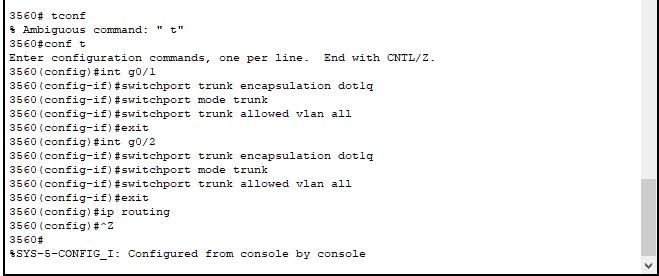 3560# tconf
% Ambiguous command: " t"
3560#conf t
Enter configuration commands, one per line.  End with CNTL/Z.
3560(config)#int g0/1
3560(config-if)#switchport trunk encapsulation dot1q
3560(config-if)#switchport mode trunk
3560(config-if)#switchport trunk allowed vlan all
3560(config-if)#exit
3560(config)#int g0/2
3560(config-if)#switchport trunk encapsulation dot1q
3560(config-if)#switchport mode trunk
3560(config-if)#switchport trunk allowed vlan all
3560(config-if)#exit
3560(config)#ip routing
3560(config)#^Z
3560#
%SYS-5-CONFIG_I: Configured from console by console